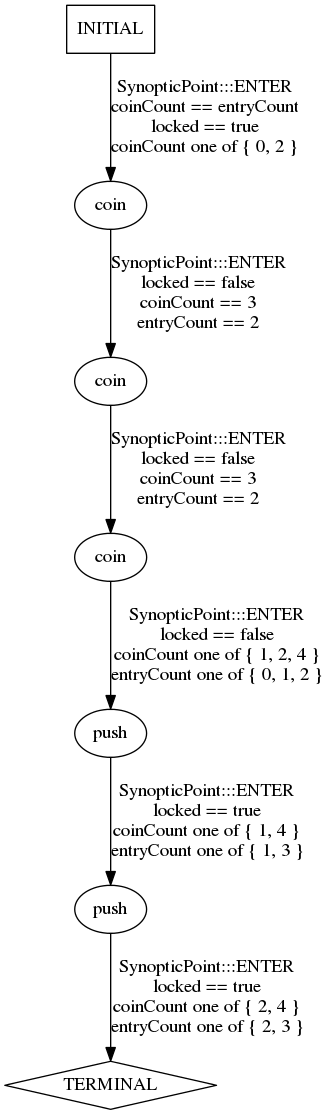 INITIAL
SynopticPoint:::ENTER
coinCount == entryCount
locked == true
coinCount one of { 0, 2 }
coin
SynopticPoint:::ENTER
locked == false
coinCount == 3
entryCount == 2
coin
SynopticPoint:::ENTER
locked == false
coinCount == 3
entryCount == 2
coin
SynopticPoint:::ENTER
locked == false
coinCount one of { 1, 2, 4 }
entryCount one of { 0, 1, 2 }
push
SynopticPoint:::ENTER
locked == true
coinCount one of { 1, 4 }
entryCount one of { 1, 3 }
push
SynopticPoint:::ENTER
locked == true
coinCount one of { 2, 4 }
entryCount one of { 2, 3 }
TERMINAL